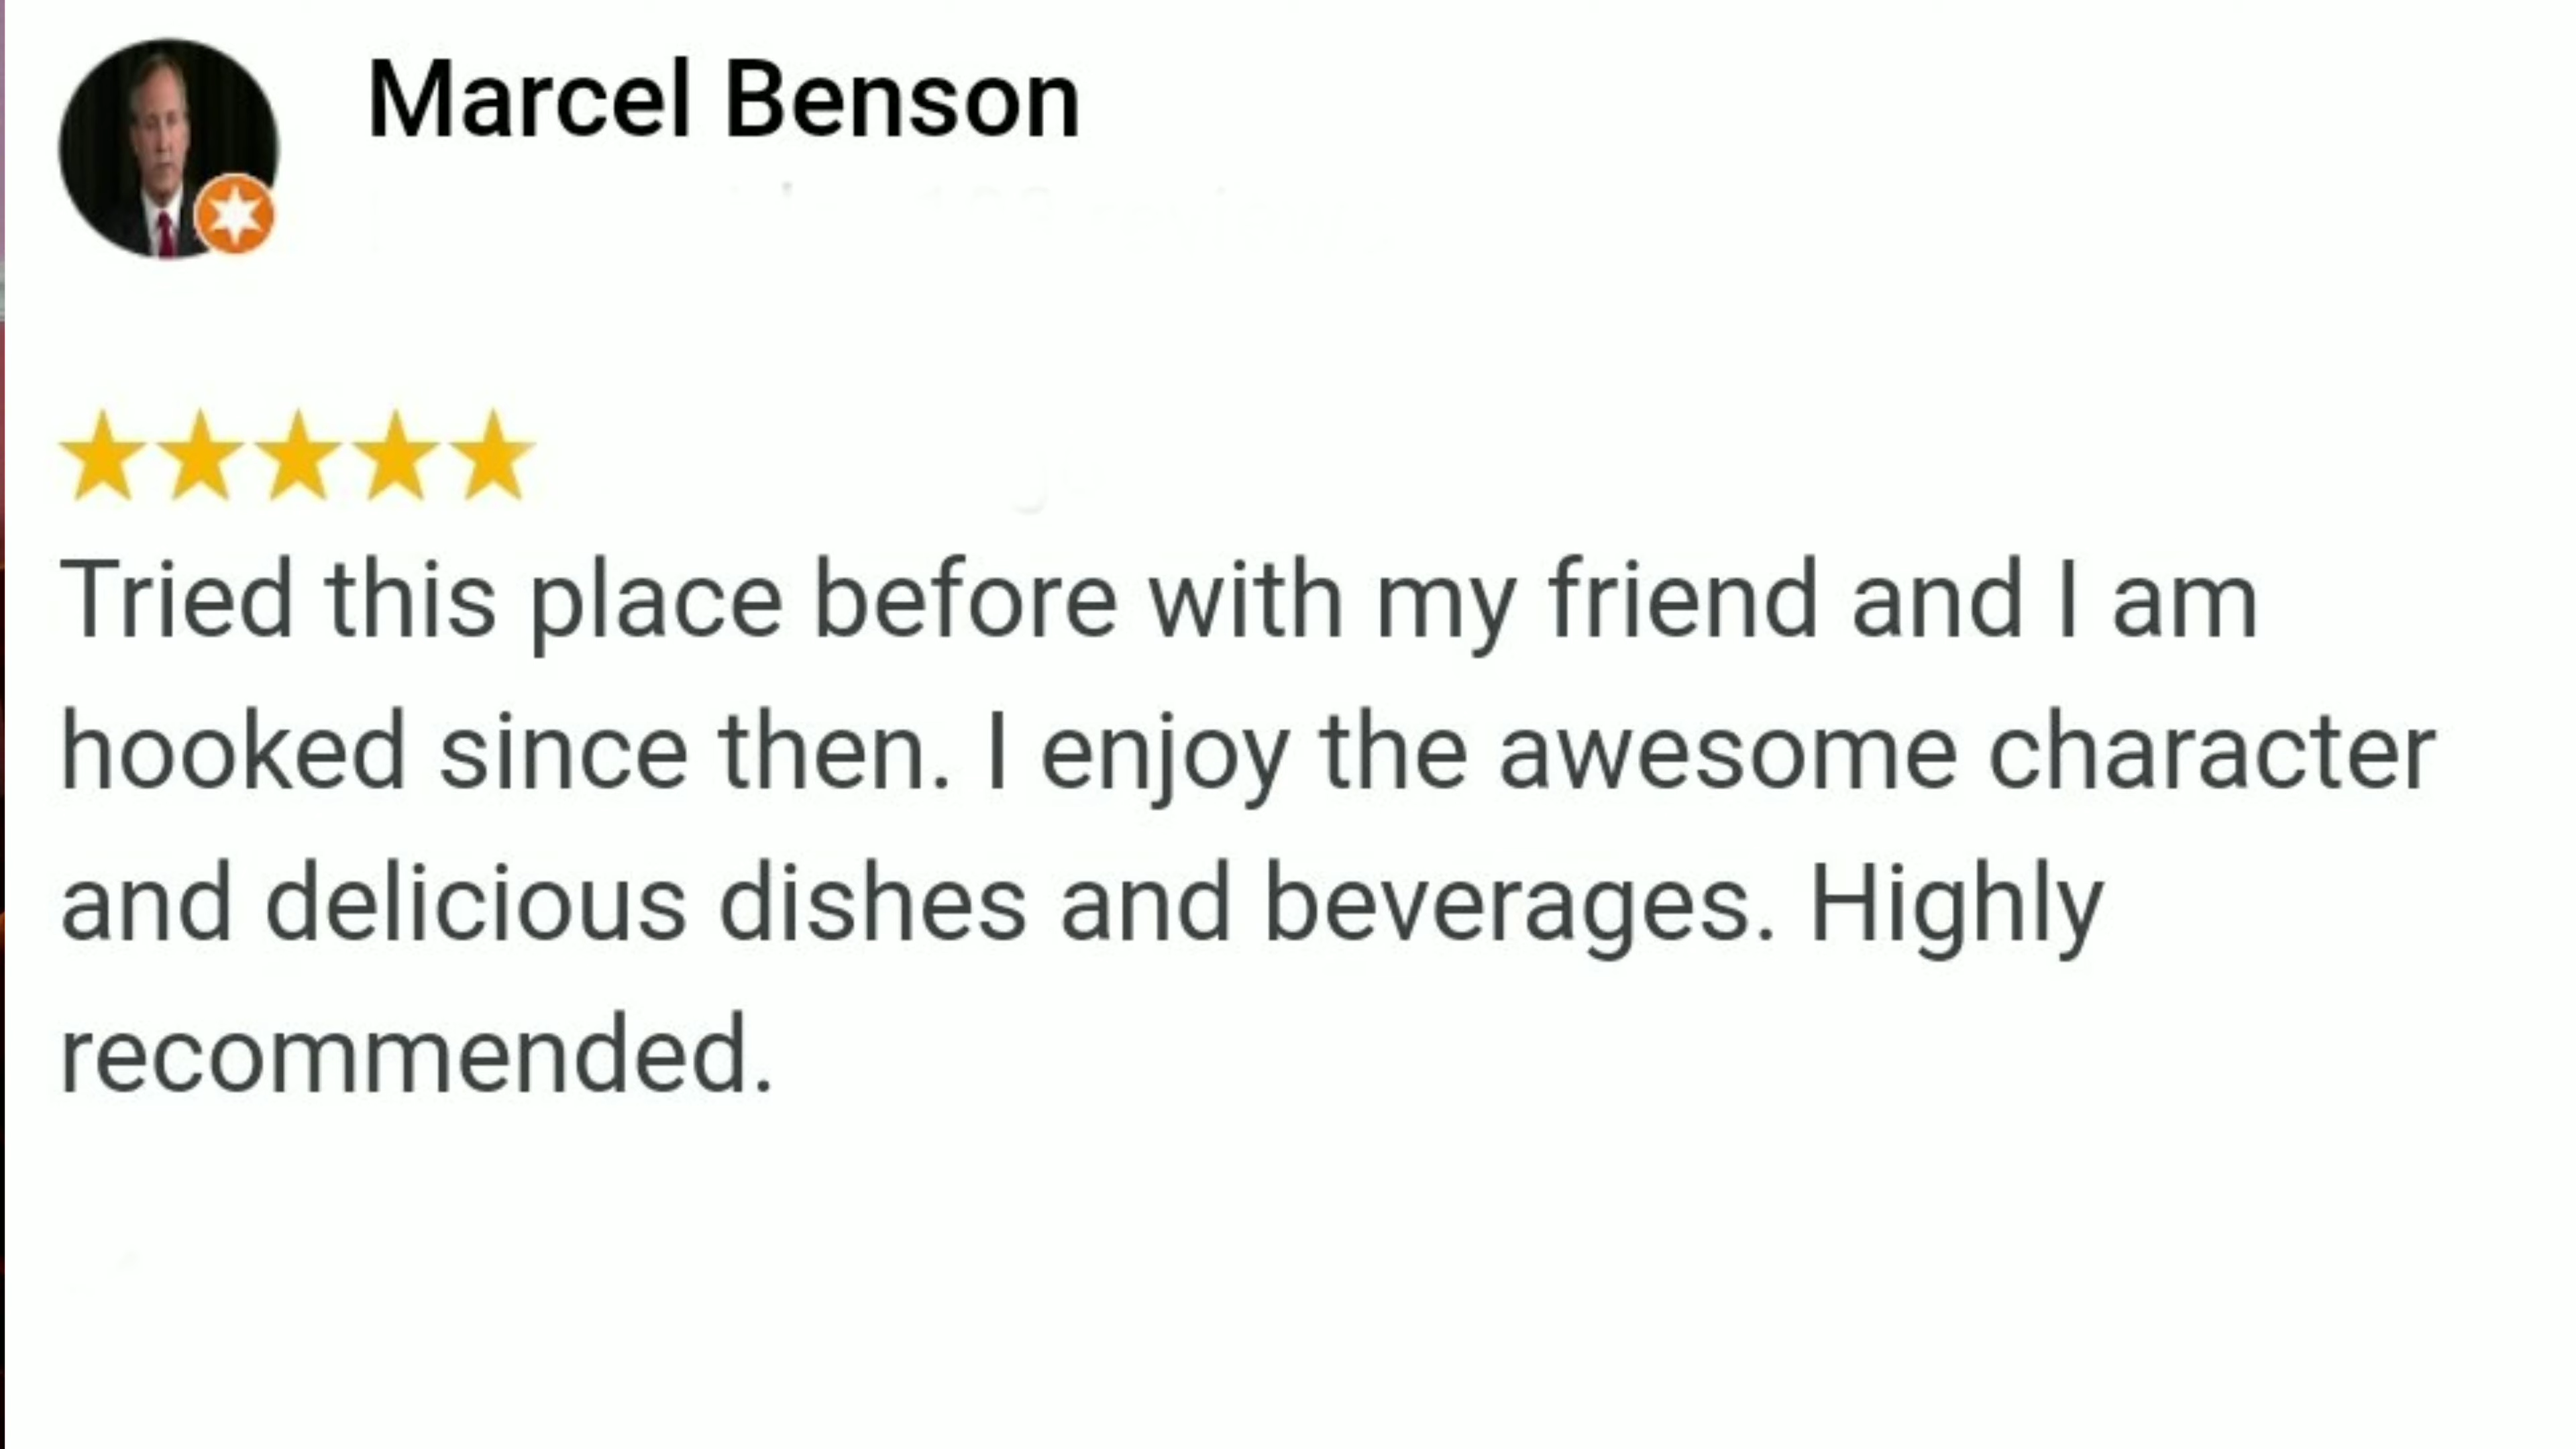 Marcel Benson
Tried this place before with my friend and I am
hooked since then. I enjoy the awesome character
and delicious dishes and beverages. Highly
recommended.